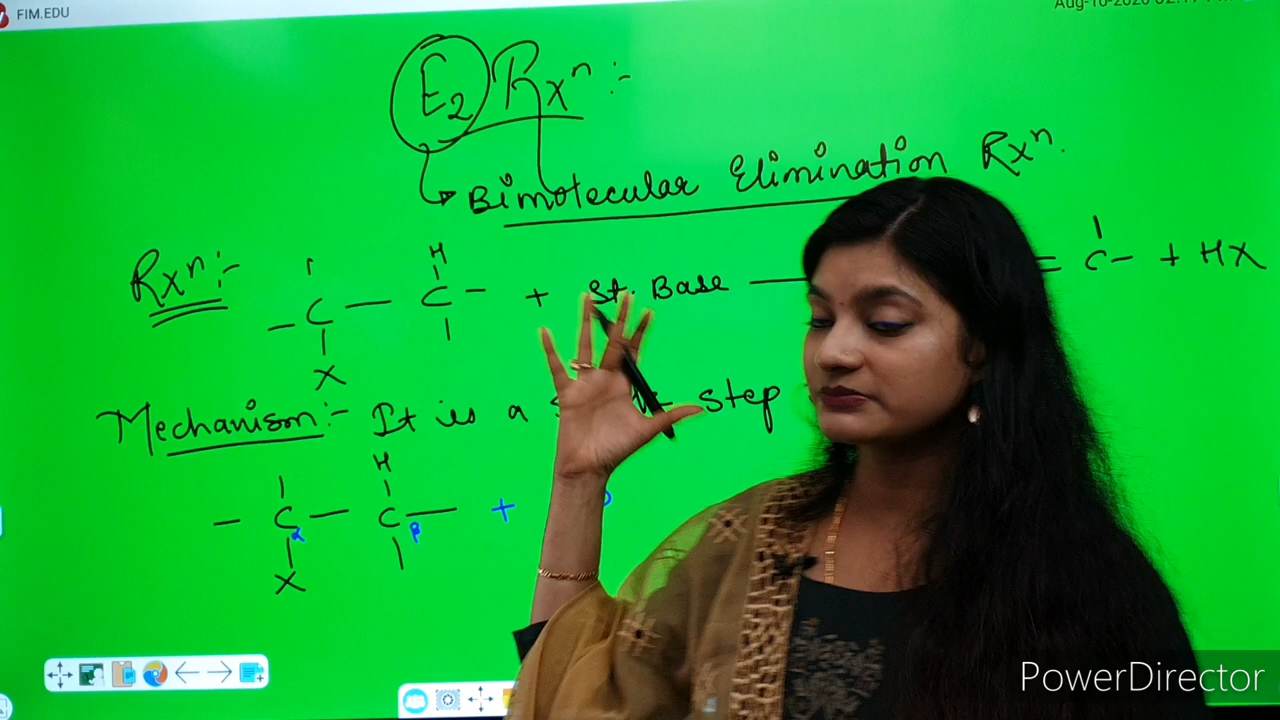 FIM.EDU
E2 Rxn :-
Bimolecular Elimination Rxn.
Rxn :-
H
- C - C - + St. Base — = C - + HX
X
Mechanism :- It is a step
H
- C - C - + 
α β
X
PowerDirector